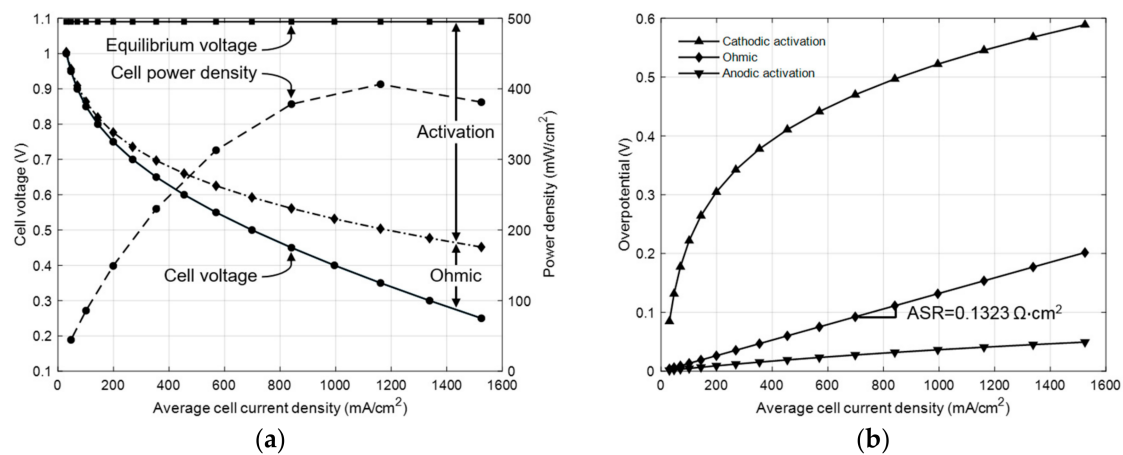 1.1
1
0.9
0.8
0.7
0.6
0.5
0.4
0.3
0.2
0.1
Cell voltage (V)
Equilibrium voltage
Cell power density
Activation
Cell voltage
Ohmic
500
400
300
200
100
0
Power density (mW/cm²)
0 200 400 600 800 1000 1200 1400 1600
Average cell current density (mA/cm²)
(a)
0.6
0.5
0.4
0.3
0.2
0.1
0
Overpotential (V)
Cathodic activation
Ohmic
Anodic activation
ASR=0.1323 Ω·cm²
0 200 400 600 800 1000 1200 1400 1600
Average cell current density (mA/cm²)
(b)